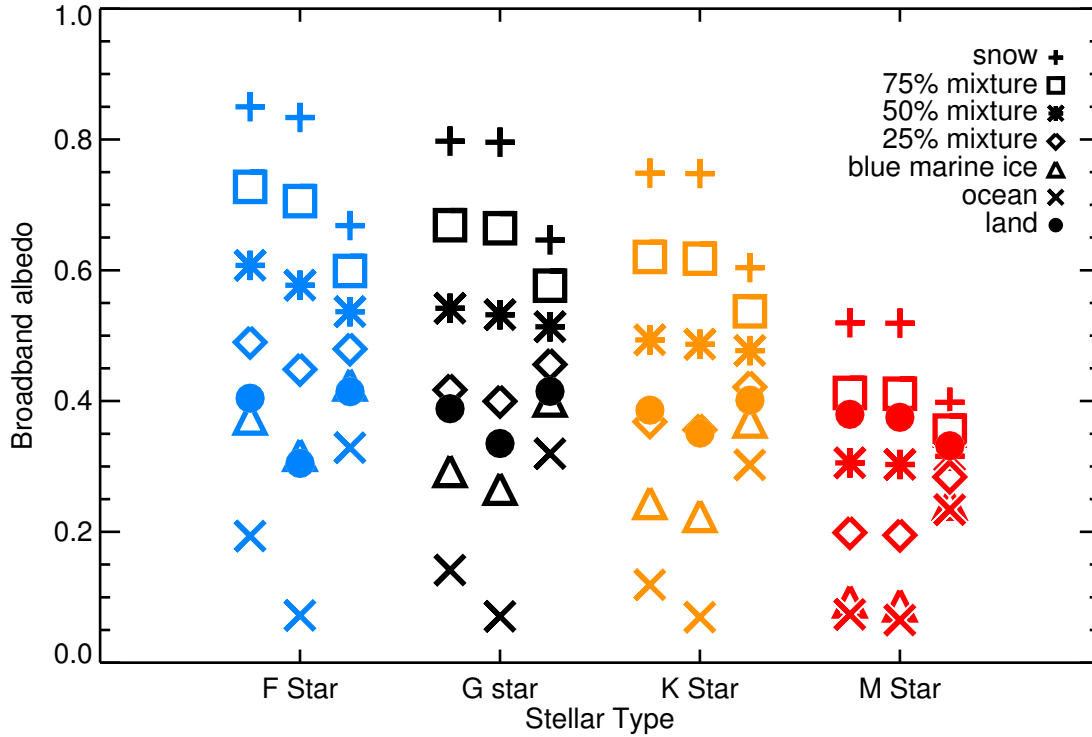 1.0
0.8
0.6
0.4
0.2
0.0
Broadband albedo
snow
75% mixture
50% mixture
25% mixture
blue marine ice
ocean
land
F Star
G star
K Star
M Star
Stellar Type